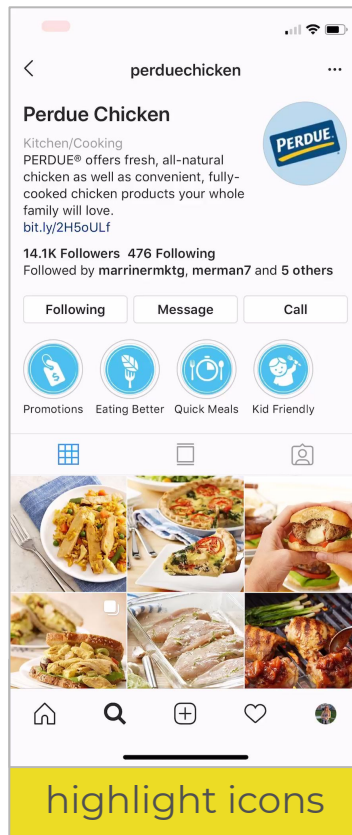 perduechicken
Perdue Chicken
PERDUE
Kitchen/Cooking
PERDUE® offers fresh, all-natural
chicken as well as convenient, fully-
cooked chicken products your whole
family will love.
bit.ly/2H5oULf
14.1K Followers 476 Following
Followed by marrinermktg, merman7 and 5 others
Following Message Call
Promotions Eating Better Quick Meals Kid Friendly
highlight icons